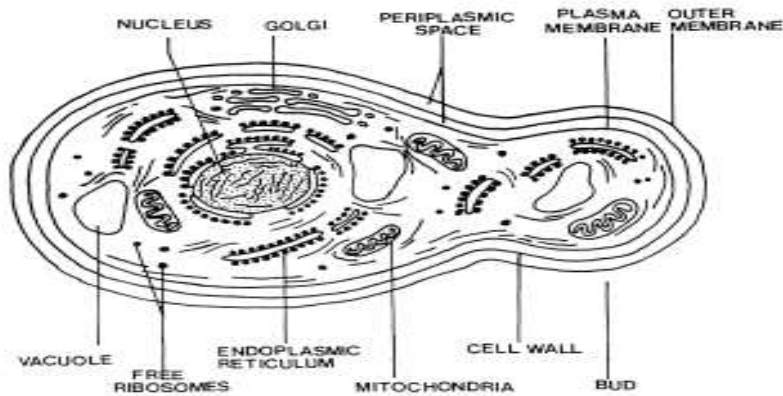 NUCLEUS
GOLGI
PERIPLASMIC
SPACE
PLASMA
MEMBRANE
OUTER
MEMBRANE
VACUOLE
FREE
RIBOSOMES
ENDOPLASMIC
RETICULUM
MITOCHONDRIA
CELL WALL
BUD